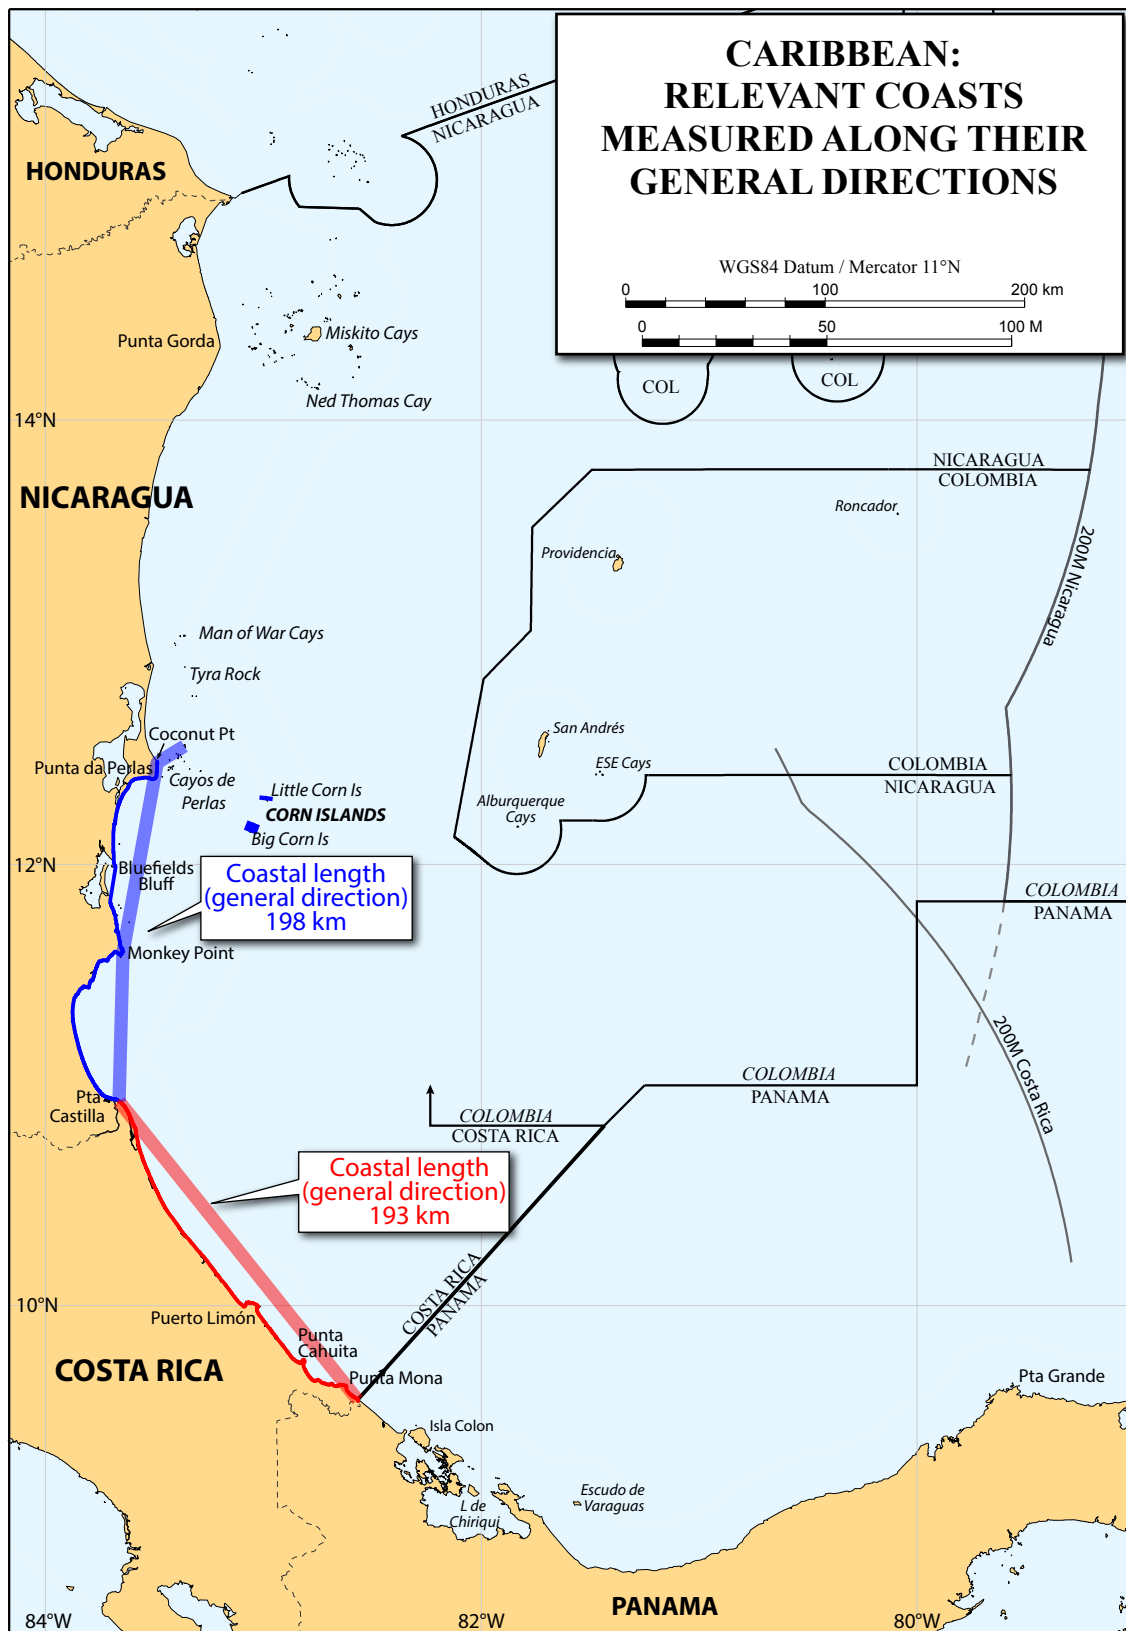 CARIBBEAN:
RELEVANT COASTS
MEASURED ALONG THEIR
GENERAL DIRECTIONS
WGS84 Datum / Mercator 11°N
0 100 200 km
0 50 100 M
HONDURAS
NICARAGUA
HONDURAS
Punta Gorda
Miskito Cays
Ned Thomas Cay
COL
COL
14°N
NICARAGUA
NICARAGUA
COLOMBIA
Roncador
Providencia
200M Nicaragua
Man of War Cays
Tyra Rock
Coconut Pt
Punta da Perlas
Cayos de
Perlas
San Andrés
ESE Cays
COLOMBIA
NICARAGUA
Little Corn Is
CORN ISLANDS
Big Corn Is
Alburquerque
Cays
12°N
Bluefields
Bluff
Coastal length
(general direction)
198 km
COLOMBIA
PANAMA
Monkey Point
200M Costa Rica
Pta
Castilla
COLOMBIA
PANAMA
COLOMBIA
COSTA RICA
Coastal length
(general direction)
193 km
COSTA RICA
PANAMA
10°N
Puerto Limón
Punta
Cahuita
COSTA RICA
Punta Mona
Pta Grande
Isla Colon
L de
Chiriqui
Escudo de
Varaguas
PANAMA
84°W
82°W
80°W